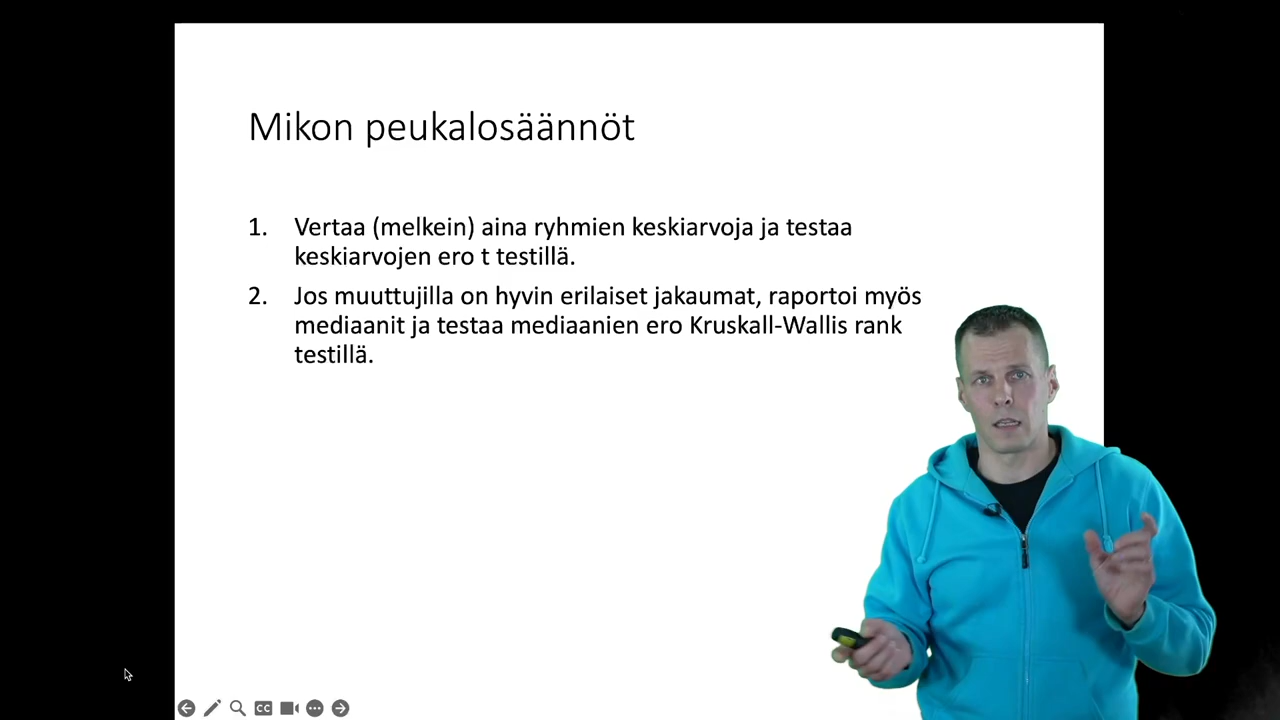 Mikon peukalosäännöt
1. Vertaa (melkein) aina ryhmien keskiarvoja ja testaa
keskiarvojen ero t testillä.
2. Jos muuttujilla on hyvin erilaiset jakaumat, raportoi myös
mediaanit ja testaa mediaanien ero Kruskall-Wallis rank
testillä.
CC